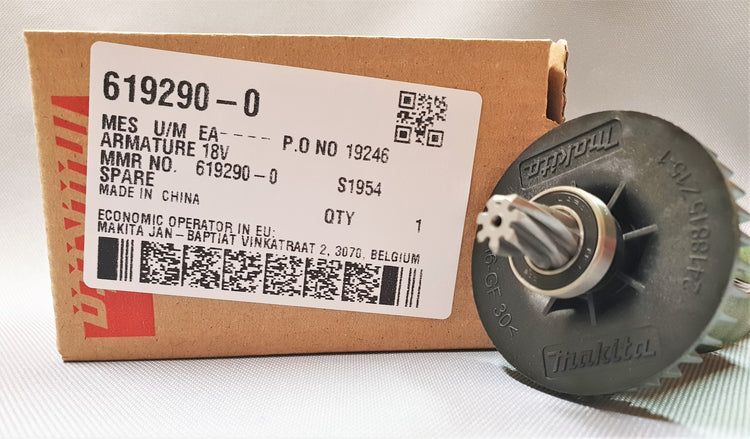 619290-0
MES U/M EA---- P.O NO 19246
ARMATURE 18V
MMR NO. 619290-0 S1954
SPARE
MADE IN CHINA
QTY 1
ECONOMIC OPERATOR IN EU:
MAKITA JAN-BAPTIAT VINKATRAAT 2, 3070, BELGIUM
makita
makita